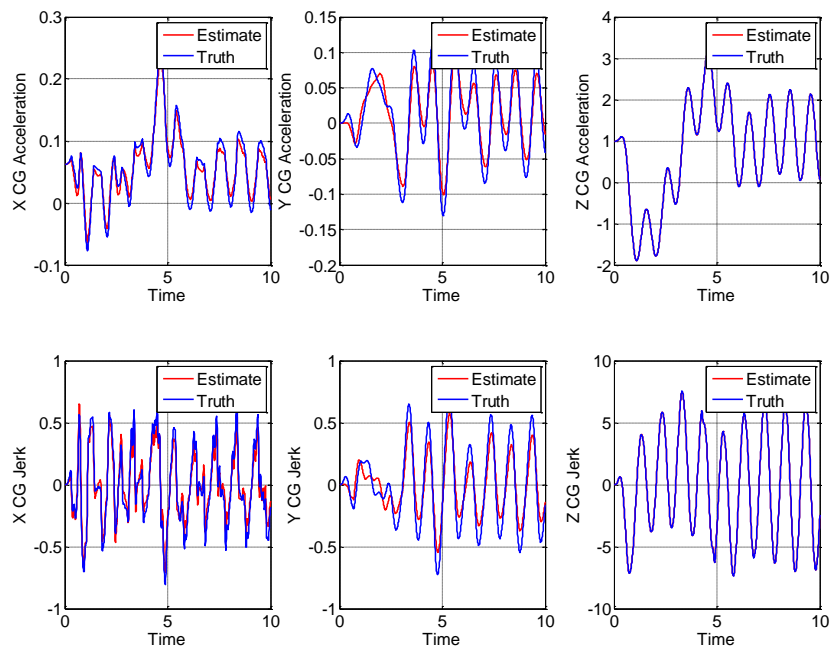 0.3
0.2
0.1
0
-0.1
X CG Acceleration
0 5 10
Time
Estimate
Truth
0.15
0.1
0.05
0
-0.05
-0.1
-0.15
-0.2
Y CG Acceleration
0 5 10
Time
Estimate
Truth
4
3
2
1
0
-1
-2
Z CG Acceleration
0 5 10
Time
Estimate
Truth
1
0.5
0
-0.5
-1
X CG Jerk
0 5 10
Time
Estimate
Truth
1
0.5
0
-0.5
-1
Y CG Jerk
0 5 10
Time
Estimate
Truth
10
5
0
-5
-10
Z CG Jerk
0 5 10
Time
Estimate
Truth